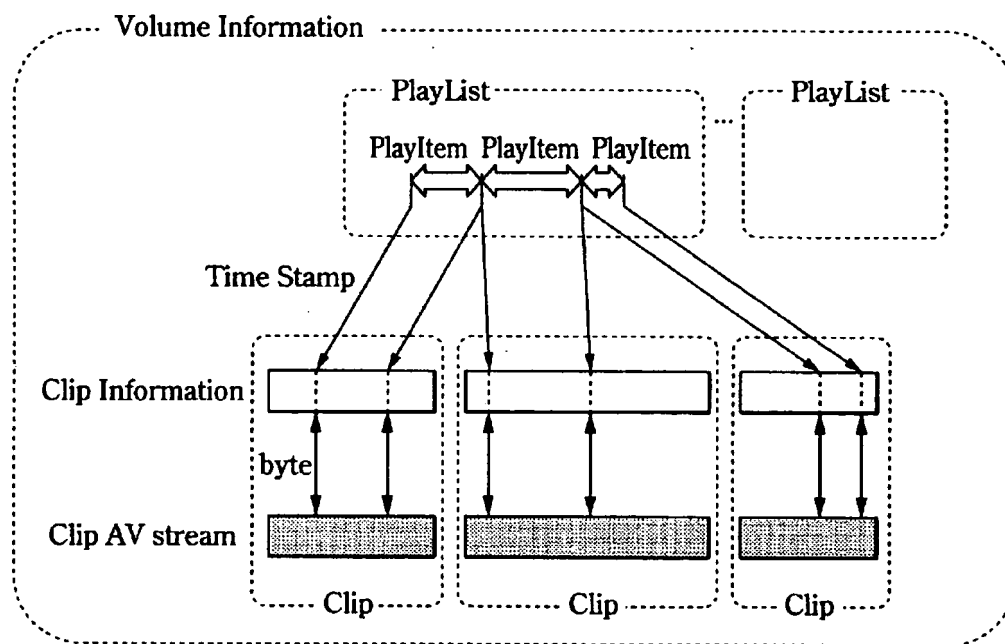 Volume Information
PlayList
PlayList
...
PlayItem PlayItem PlayItem
Time Stamp
Clip Information
byte
Clip AV stream
Clip
Clip
Clip